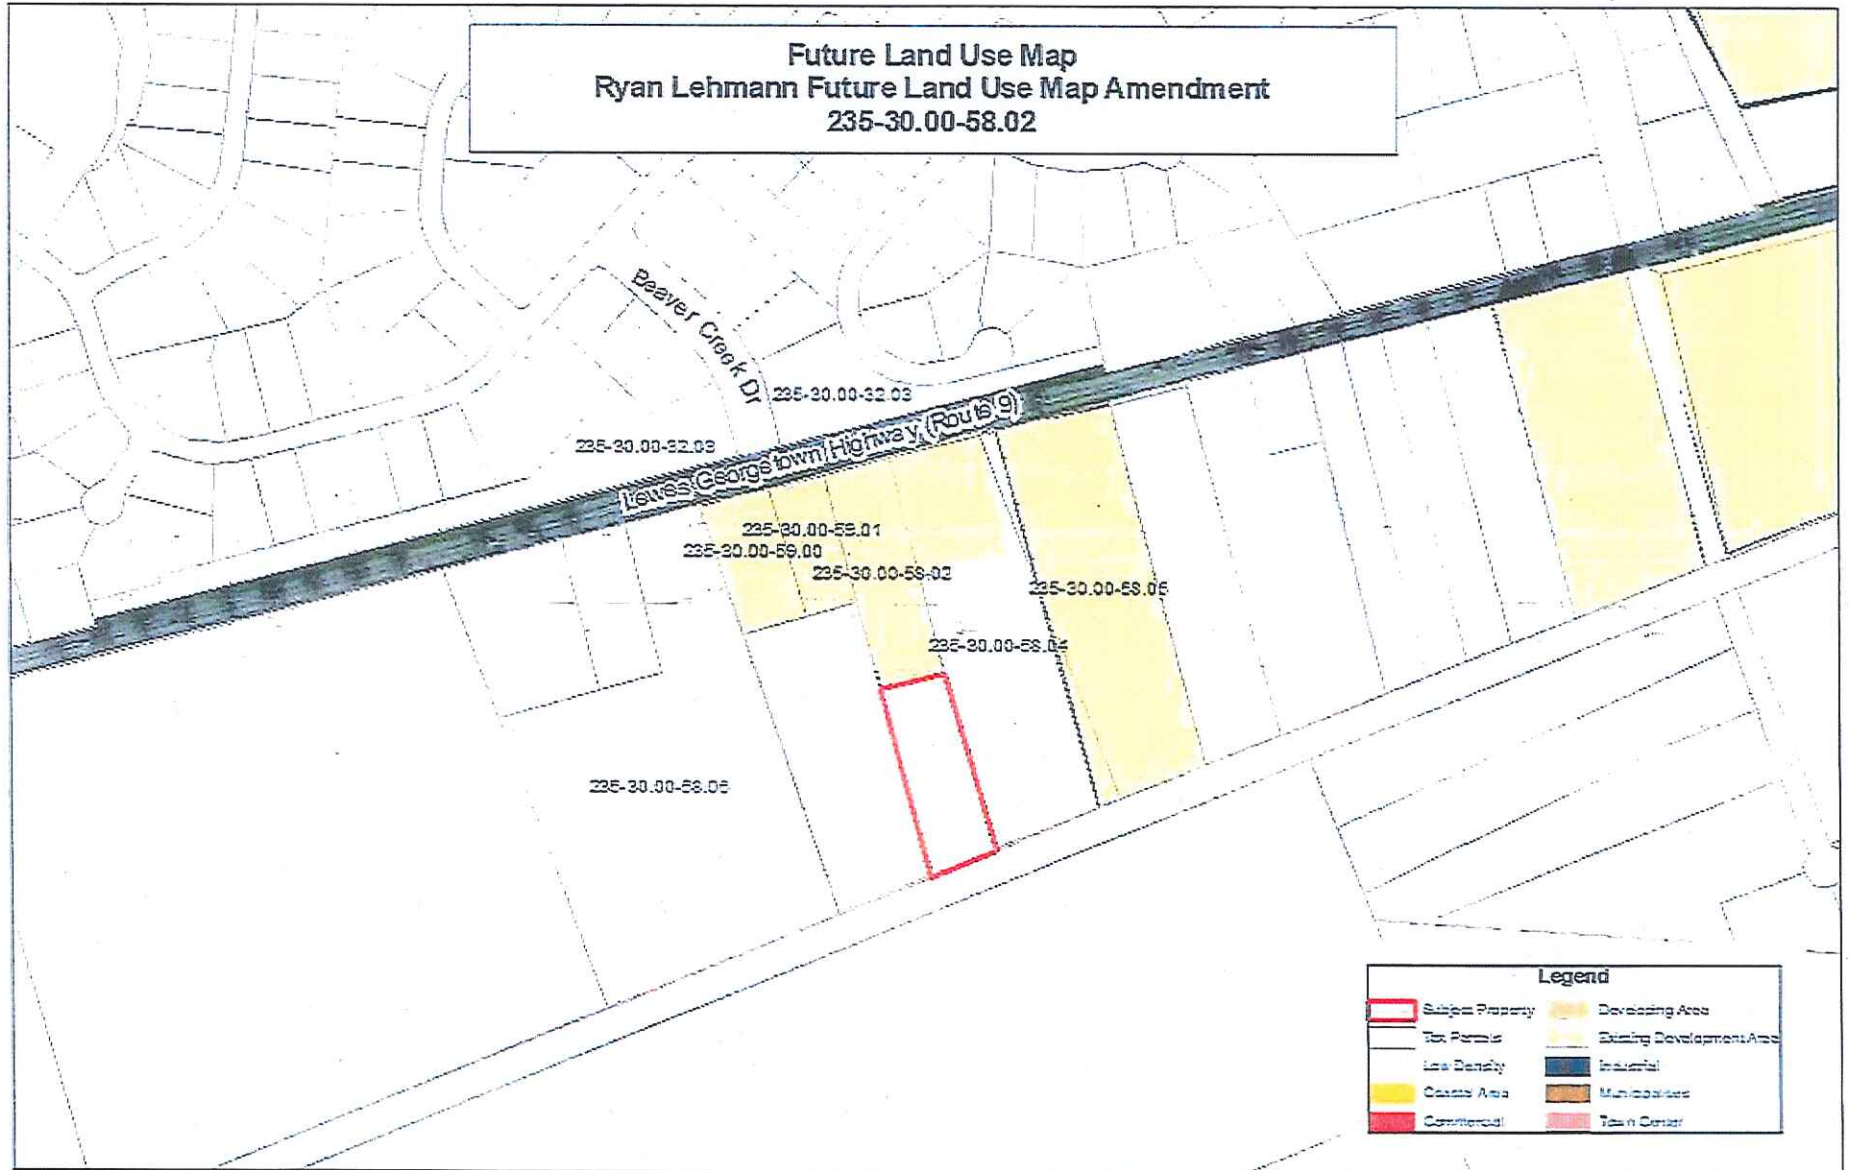 Future Land Use Map
Ryan Lehmann Future Land Use Map Amendment
235-30.00-58.02
Beaver Creek Dr
235-30.00-32.03
235-30.00-32.03
Lewes Georgetown Highway (Route 9)
235-30.00-59.01
235-30.00-59.00
235-30.00-58.02
235-30.00-58.05
235-30.00-58.04
235-30.00-58.06
Legend
Subject Property
Developing Area
Tax Parcels
Existing Development Area
Low Density
Industrial
Coastal Area
Municipalities
Commercial
Town Center